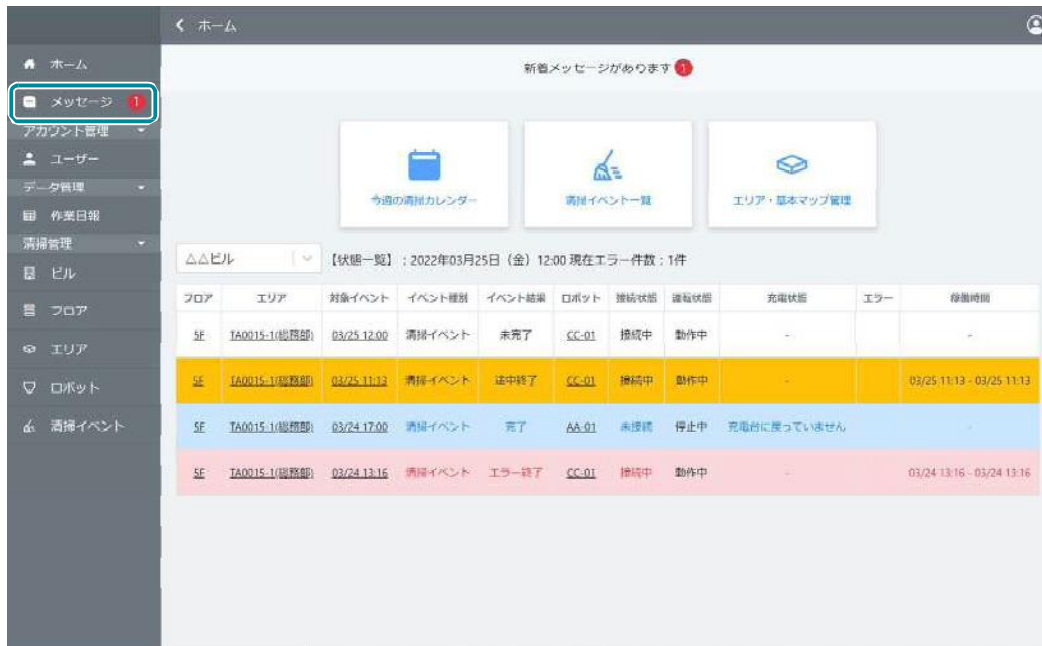 ホーム
ホーム
メッセージ 1
アカウント管理
ユーザー
データ管理
作業日報
清掃管理
ビル
フロア
エリア
ロボット
清掃イベント
新着メッセージがあります 1
今週の清掃カレンダー
清掃イベント一覧
エリア・基本マップ管理
△△ビル 【状態一覧】：2022年03月25日（金）12:00 現在エラー件数：1件
フロア エリア 対象イベント イベント種別 イベント結果 ロボット 接続状態 運転状態 充電状態 エラー 稼働時間
5F TA0015-1(総務部) 03/25 12:00 清掃イベント 未完了 CC-01 接続中 動作中 - -
5F TA0015-1(総務部) 03/25 11:13 清掃イベント 途中終了 CC-01 接続中 動作中 - 03/25 11:13 - 03/25 11:13
5F TA0015-1(総務部) 03/24 17:00 清掃イベント 完了 AA-01 未接続 停止中 充電台に戻っていません -
5F TA0015-1(総務部) 03/24 13:16 清掃イベント エラー終了 CC-01 接続中 動作中 - 03/24 13:16 - 03/24 13:16